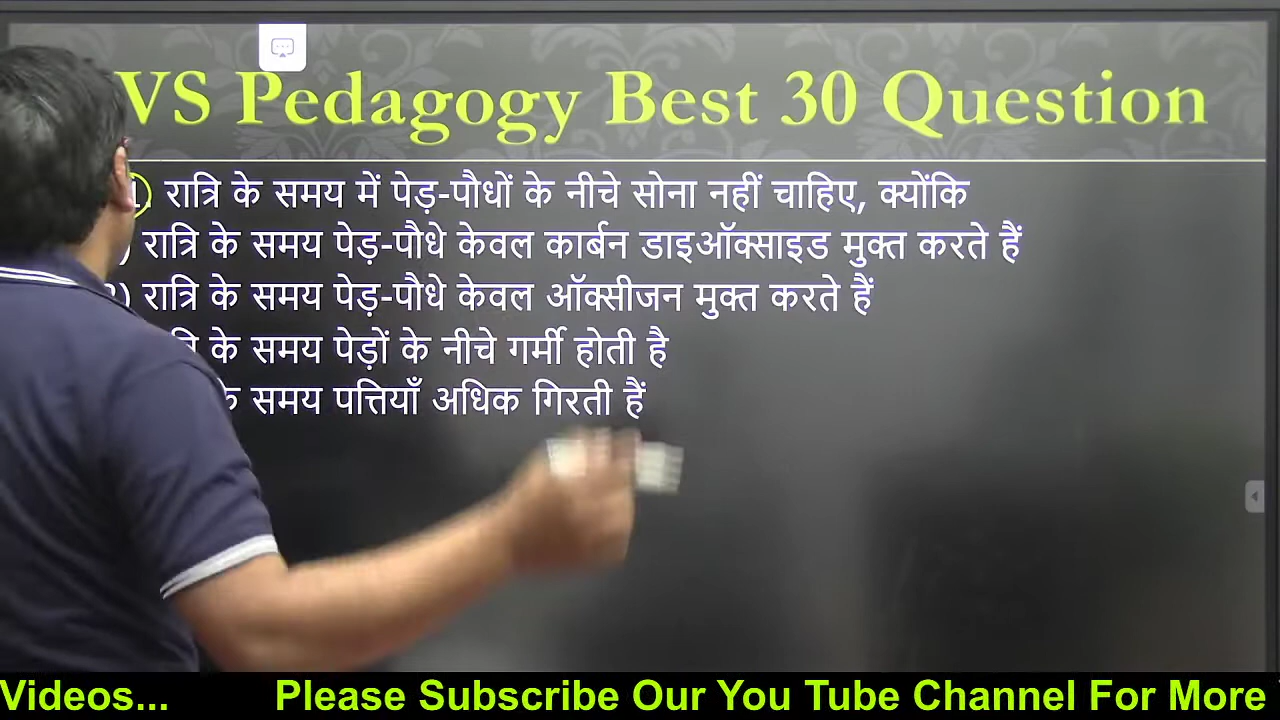 VS Pedagogy Best 30 Question
1. रात्रि के समय में पेड़-पौधों के नीचे सोना नहीं चाहिए, क्योंकि
) रात्रि के समय पेड़-पौधे केवल कार्बन डाइऑक्साइड मुक्त करते हैं
) रात्रि के समय पेड़-पौधे केवल ऑक्सीजन मुक्त करते हैं
के समय पेड़ों के नीचे गर्मी होती है
समय पत्तियाँ अधिक गिरती हैं
Videos... Please Subscribe Our You Tube Channel For More